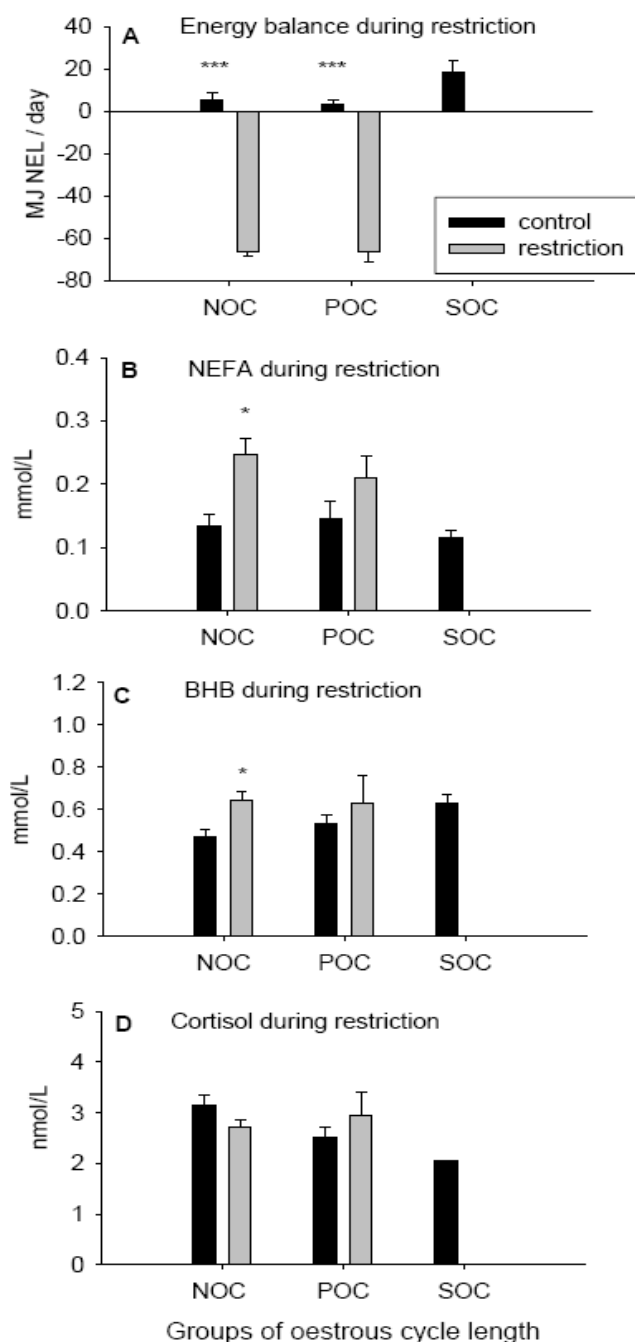 A Energy balance during restriction
MJ NEL / day
40
20
0
-20
-40
-60
-80
*** ***
control
restriction
NOC POC SOC
B NEFA during restriction
mmol/L
0.4
0.3
0.2
0.1
0.0
*
NOC POC SOC
C BHB during restriction
mmol/L
1.2
1.0
0.8
0.6
0.4
0.2
0.0
*
NOC POC SOC
D Cortisol during restriction
nmol/L
5
4
3
2
1
0
NOC POC SOC
Groups of oestrous cycle length